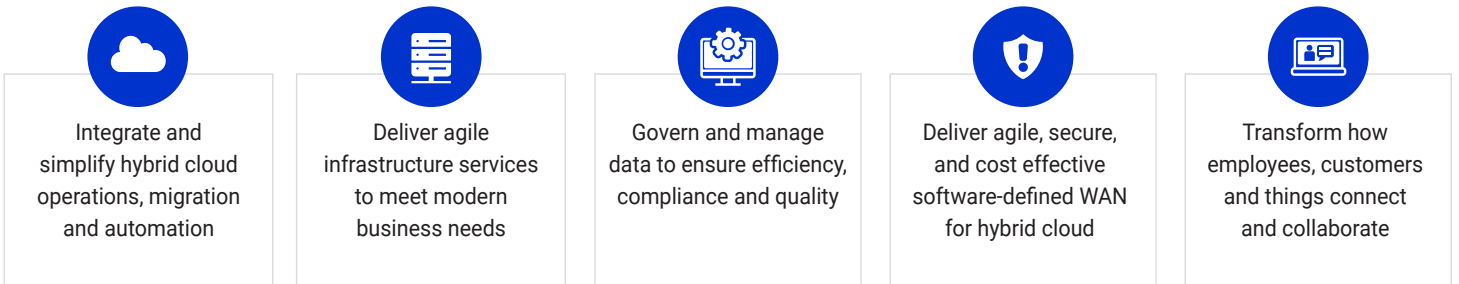 Integrate and
simplify hybrid cloud
operations, migration
and automation
Deliver agile
infrastructure services
to meet modern
business needs
Govern and manage
data to ensure efficiency,
compliance and quality
Deliver agile, secure,
and cost effective
software-defined WAN
for hybrid cloud
Transform how
employees, customers
and things connect
and collaborate